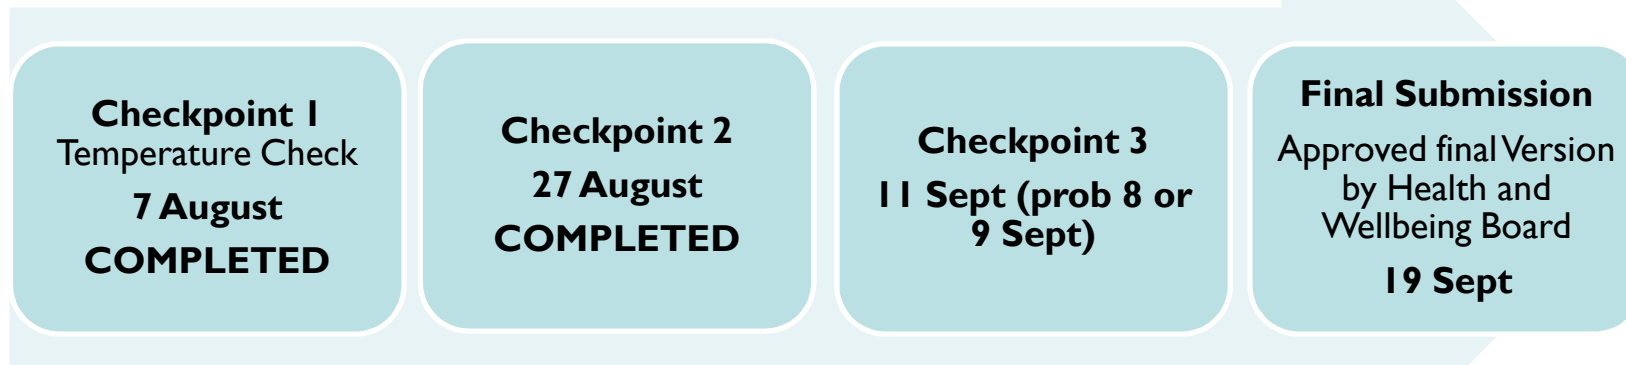 Checkpoint 1
Temperature Check
7 August
COMPLETED
Checkpoint 2
27 August
COMPLETED
Checkpoint 3
11 Sept (prob 8 or
9 Sept)
Final Submission
Approved final Version
by Health and
Wellbeing Board
19 Sept